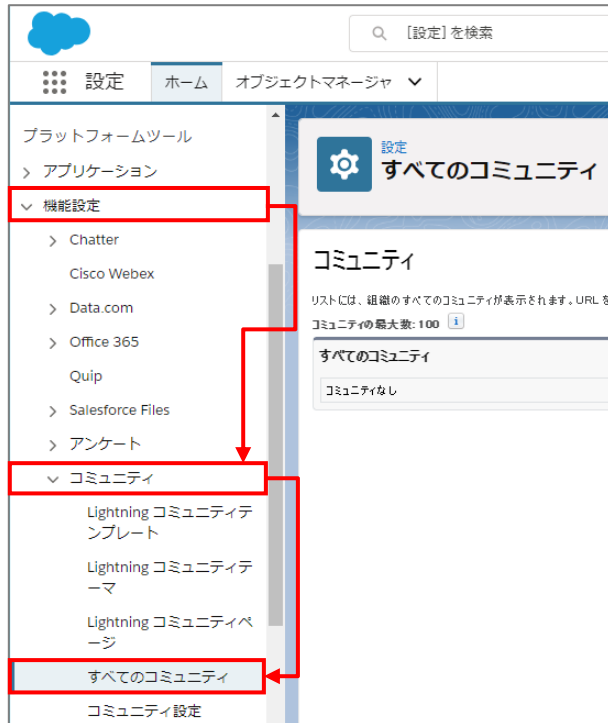 [設定] を検索
設定
ホーム
オブジェクトマネージャ
プラットフォームツール
アプリケーション
機能設定
Chatter
Cisco Webex
Data.com
Office 365
Quip
Salesforce Files
アンケート
コミュニティ
Lightning コミュニティテ
ンプレート
Lightning コミュニティテ
ーマ
Lightning コミュニティペ
ージ
すべてのコミュニティ
コミュニティ設定
設定
すべてのコミュニティ
コミュニティ
リストには、組織のすべてのコミュニティが表示されます。URL を
コミュニティの最大数: 100 i
すべてのコミュニティ
コミュニティなし